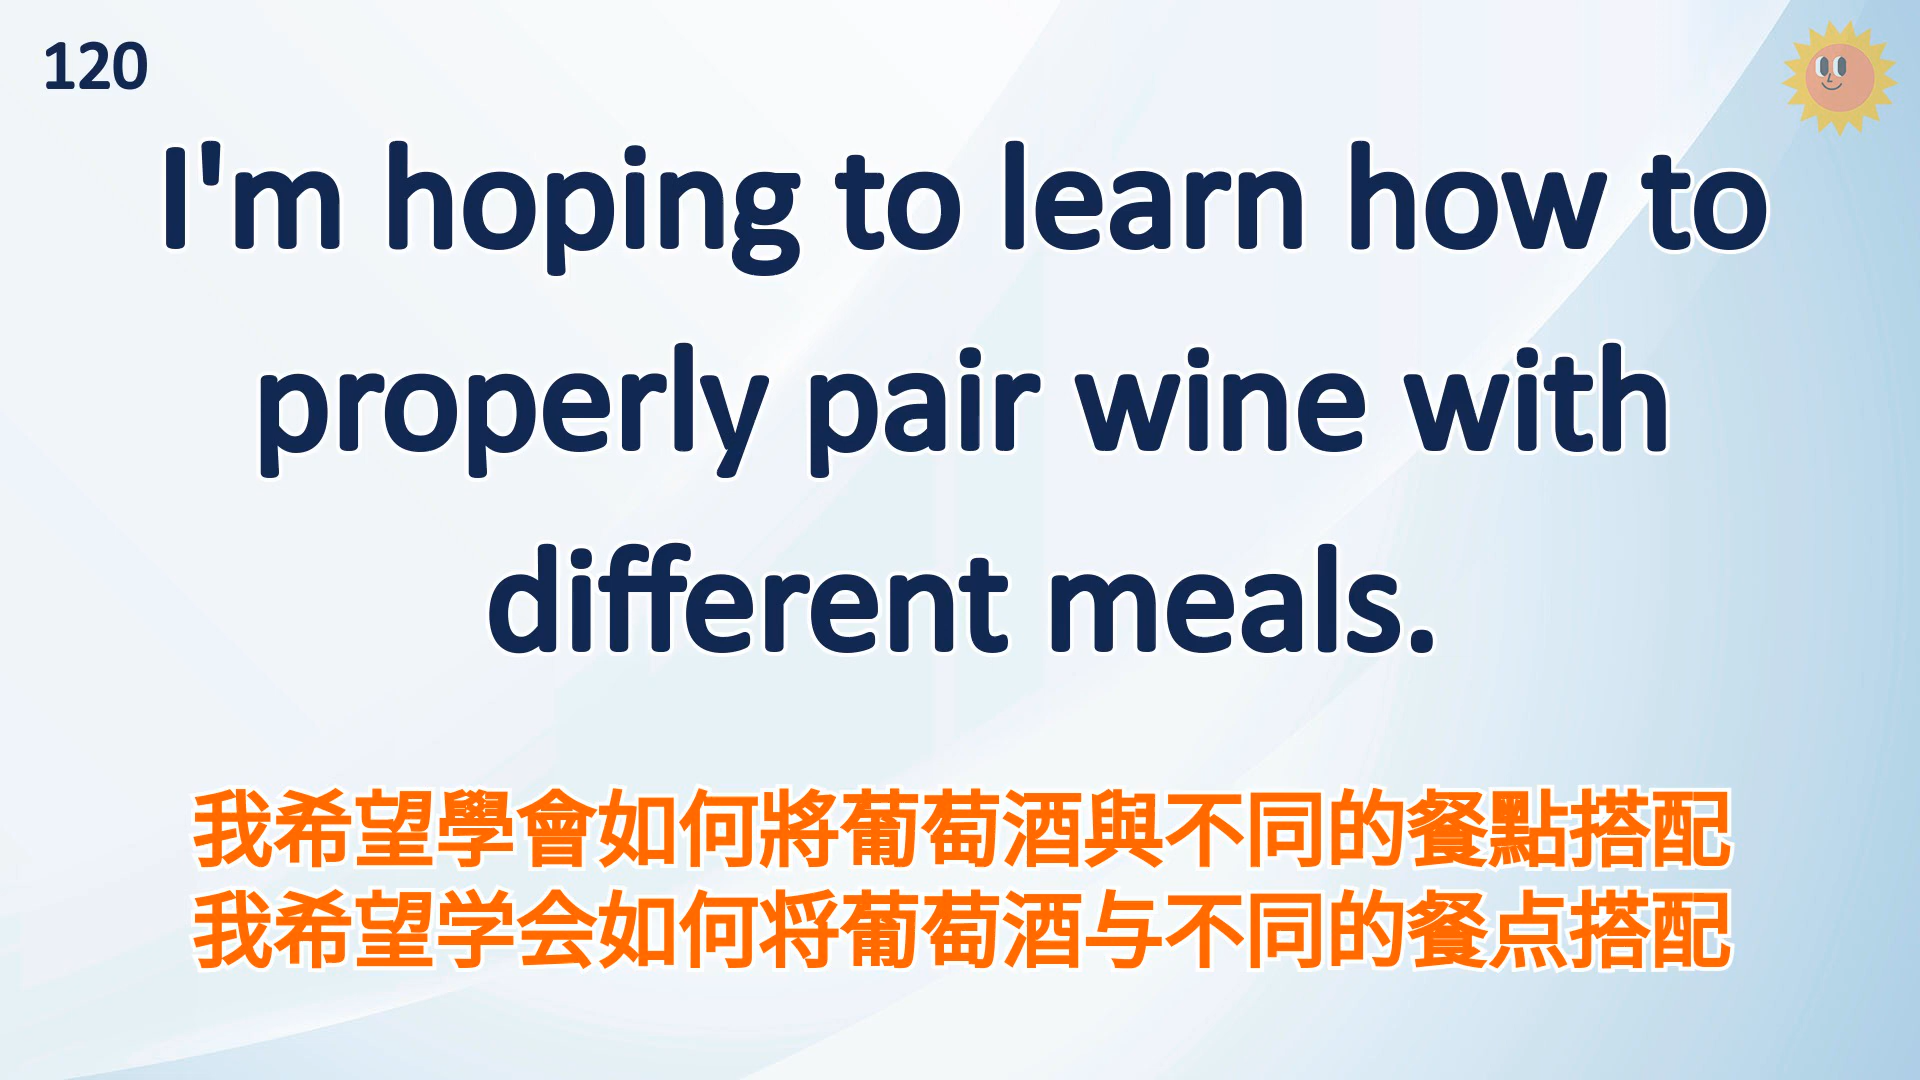 120
I'm hoping to learn how to
properly pair wine with
different meals.
我希望學會如何將葡萄酒與不同的餐點搭配
我希望学会如何将葡萄酒与不同的餐点搭配